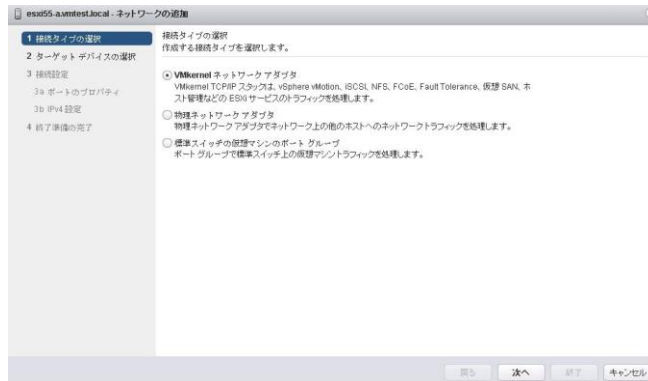 esxi55-a.vmtest.local - ネットワークの追加
1 接続タイプの選択
2 ターゲット デバイスの選択
3 接続設定
3a ポートのプロパティ
3b IPv4 設定
4 終了準備の完了
接続タイプの選択
作成する接続タイプを選択します。
VMkernel ネットワーク アダプタ
VMkernel TCP/IP スタックは、vSphere vMotion、iSCSI、NFS、FCoE、Fault Tolerance、仮想 SAN、ホ
スト管理などの ESXi サービスのトラフィックを処理します。
物理ネットワーク アダプタ
物理ネットワーク アダプタでネットワーク上の他のホストへのネットワークトラフィックを処理します。
標準スイッチの仮想マシンのポート グループ
ポート グループで標準スイッチ上の仮想マシントラフィックを処理します。
戻る 次へ 終了 キャンセル